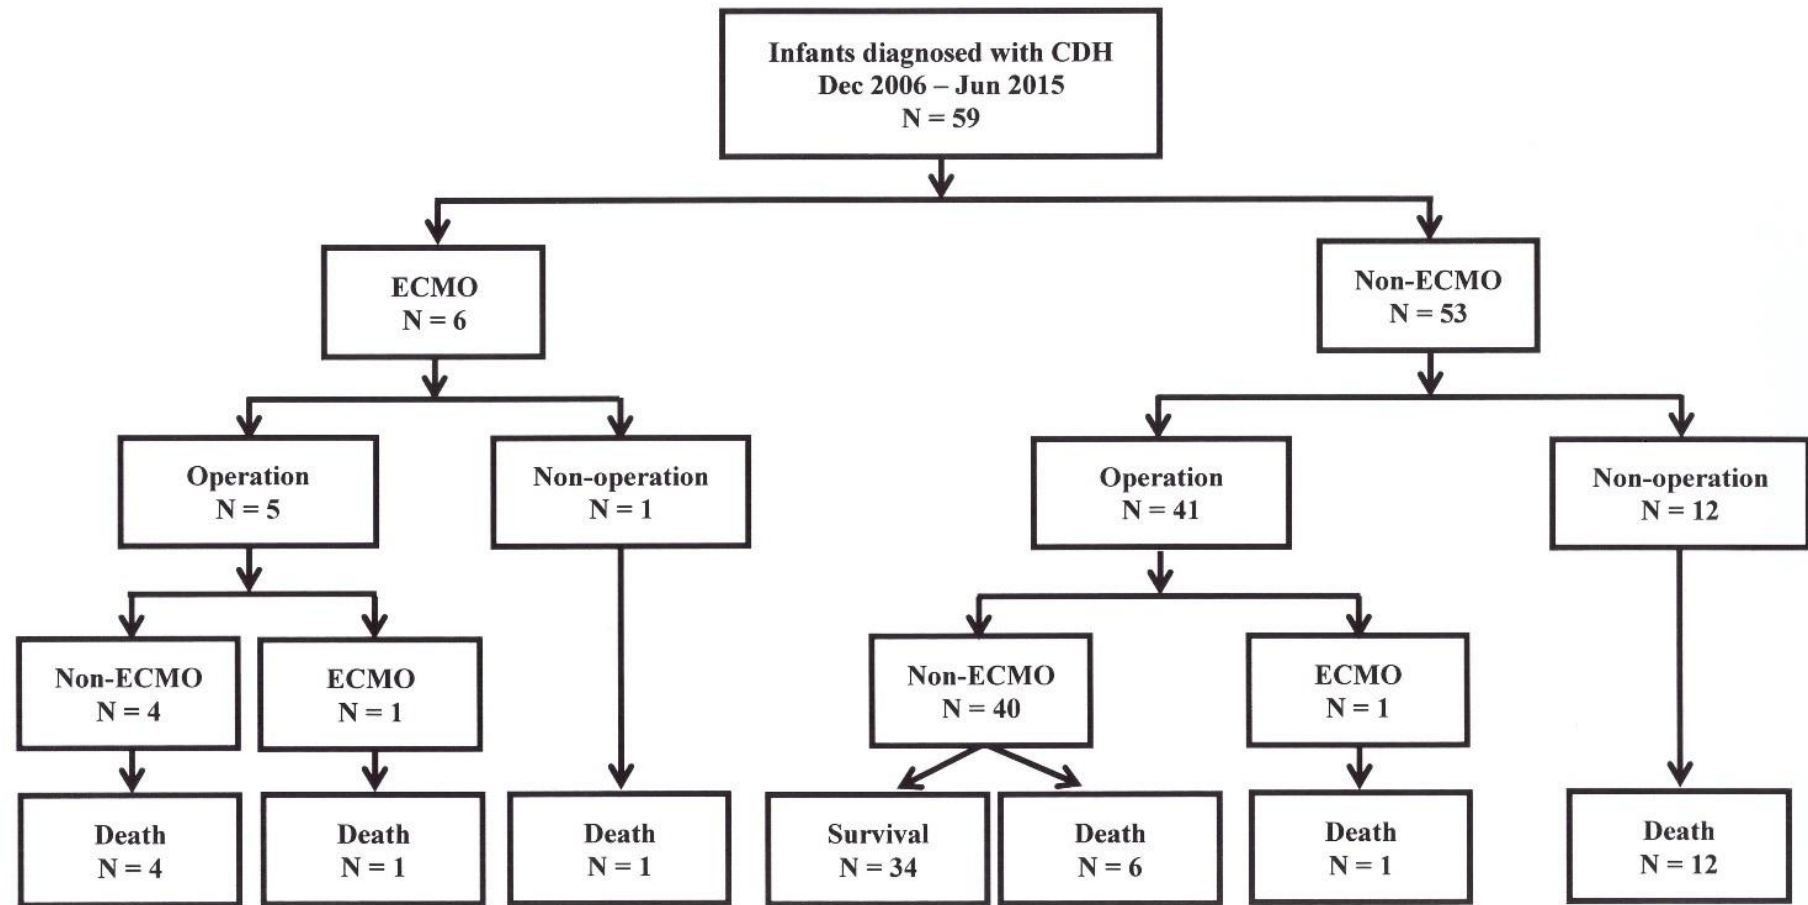 Infants diagnosed with CDH
Dec 2006 – Jun 2015
N = 59
ECMO
N = 6
Non-ECMO
N = 53
Operation
N = 5
Non-operation
N = 1
Operation
N = 41
Non-operation
N = 12
Non-ECMO
N = 4
ECMO
N = 1
Non-ECMO
N = 40
ECMO
N = 1
Death
N = 4
Death
N = 1
Death
N = 1
Survival
N = 34
Death
N = 6
Death
N = 1
Death
N = 12